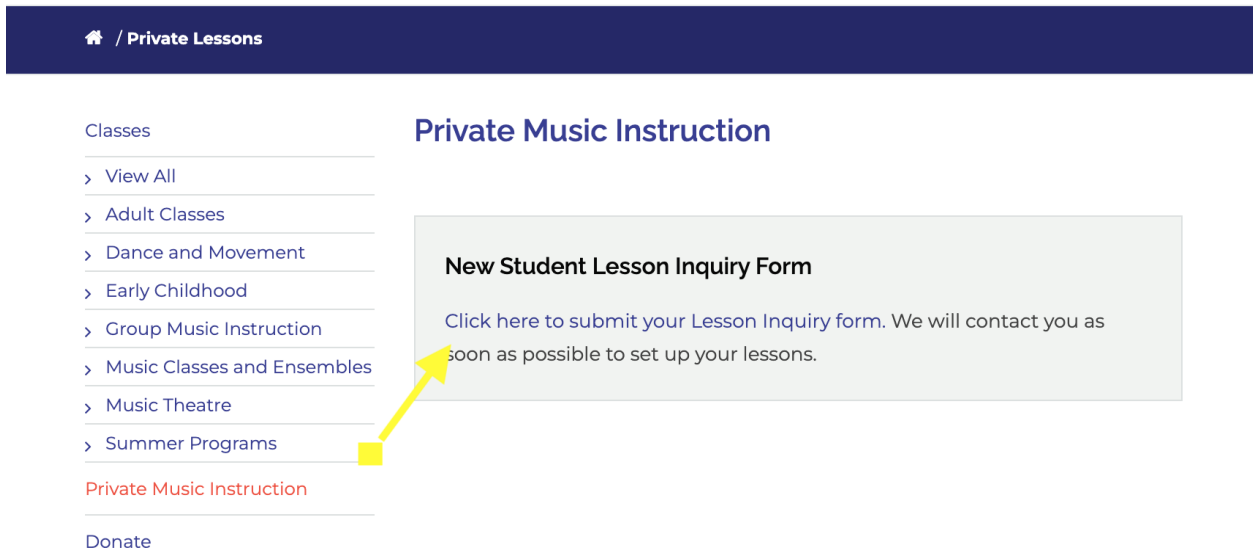 / Private Lessons
Classes
View All
Adult Classes
Dance and Movement
Early Childhood
Group Music Instruction
Music Classes and Ensembles
Music Theatre
Summer Programs
Private Music Instruction
Donate
Private Music Instruction
New Student Lesson Inquiry Form
Click here to submit your Lesson Inquiry form. We will contact you as
soon as possible to set up your lessons.